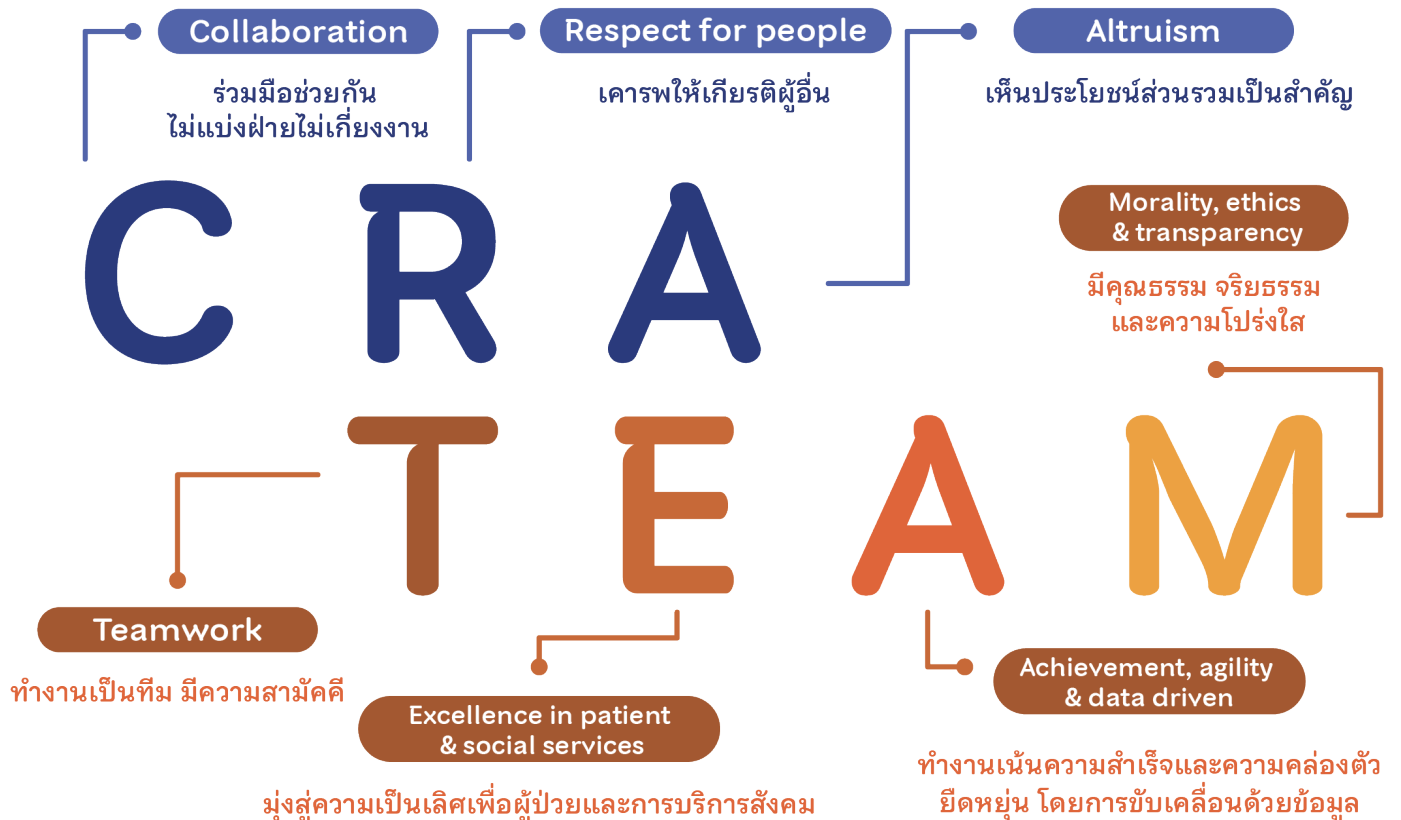 Collaboration
ร่วมมือช่วยกัน
ไม่แบ่งฝ่ายไม่เกี่ยงงาน
Respect for people
เคารพให้เกียรติผู้อื่น
Altruism
เห็นประโยชน์ส่วนรวมเป็นสำคัญ
CRA
Morality, ethics
& transparency
มีคุณธรรม จริยธรรม
และความโปร่งใส
TEAM
Teamwork
ทำงานเป็นทีม มีความสามัคคี
Excellence in patient
& social services
มุ่งสู่ความเป็นเลิศเพื่อผู้ป่วยและการบริการสังคม
Achievement, agility
& data driven
ทำงานเน้นความสำเร็จและความคล่องตัว
ยืดหยุ่น โดยการขับเคลื่อนด้วยข้อมูล